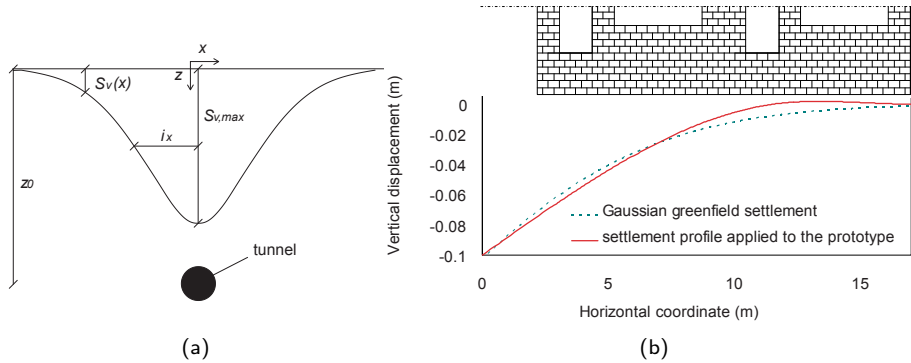 x
z
Sv(x)
Sv,max
ix
z0
tunnel
(a)
Vertical displacement (m)
0
-0.02
-0.04
-0.06
-0.08
-0.1
Gaussian greenfield settlement
settlement profile applied to the prototype
0 5 10 15
Horizontal coordinate (m)
(b)